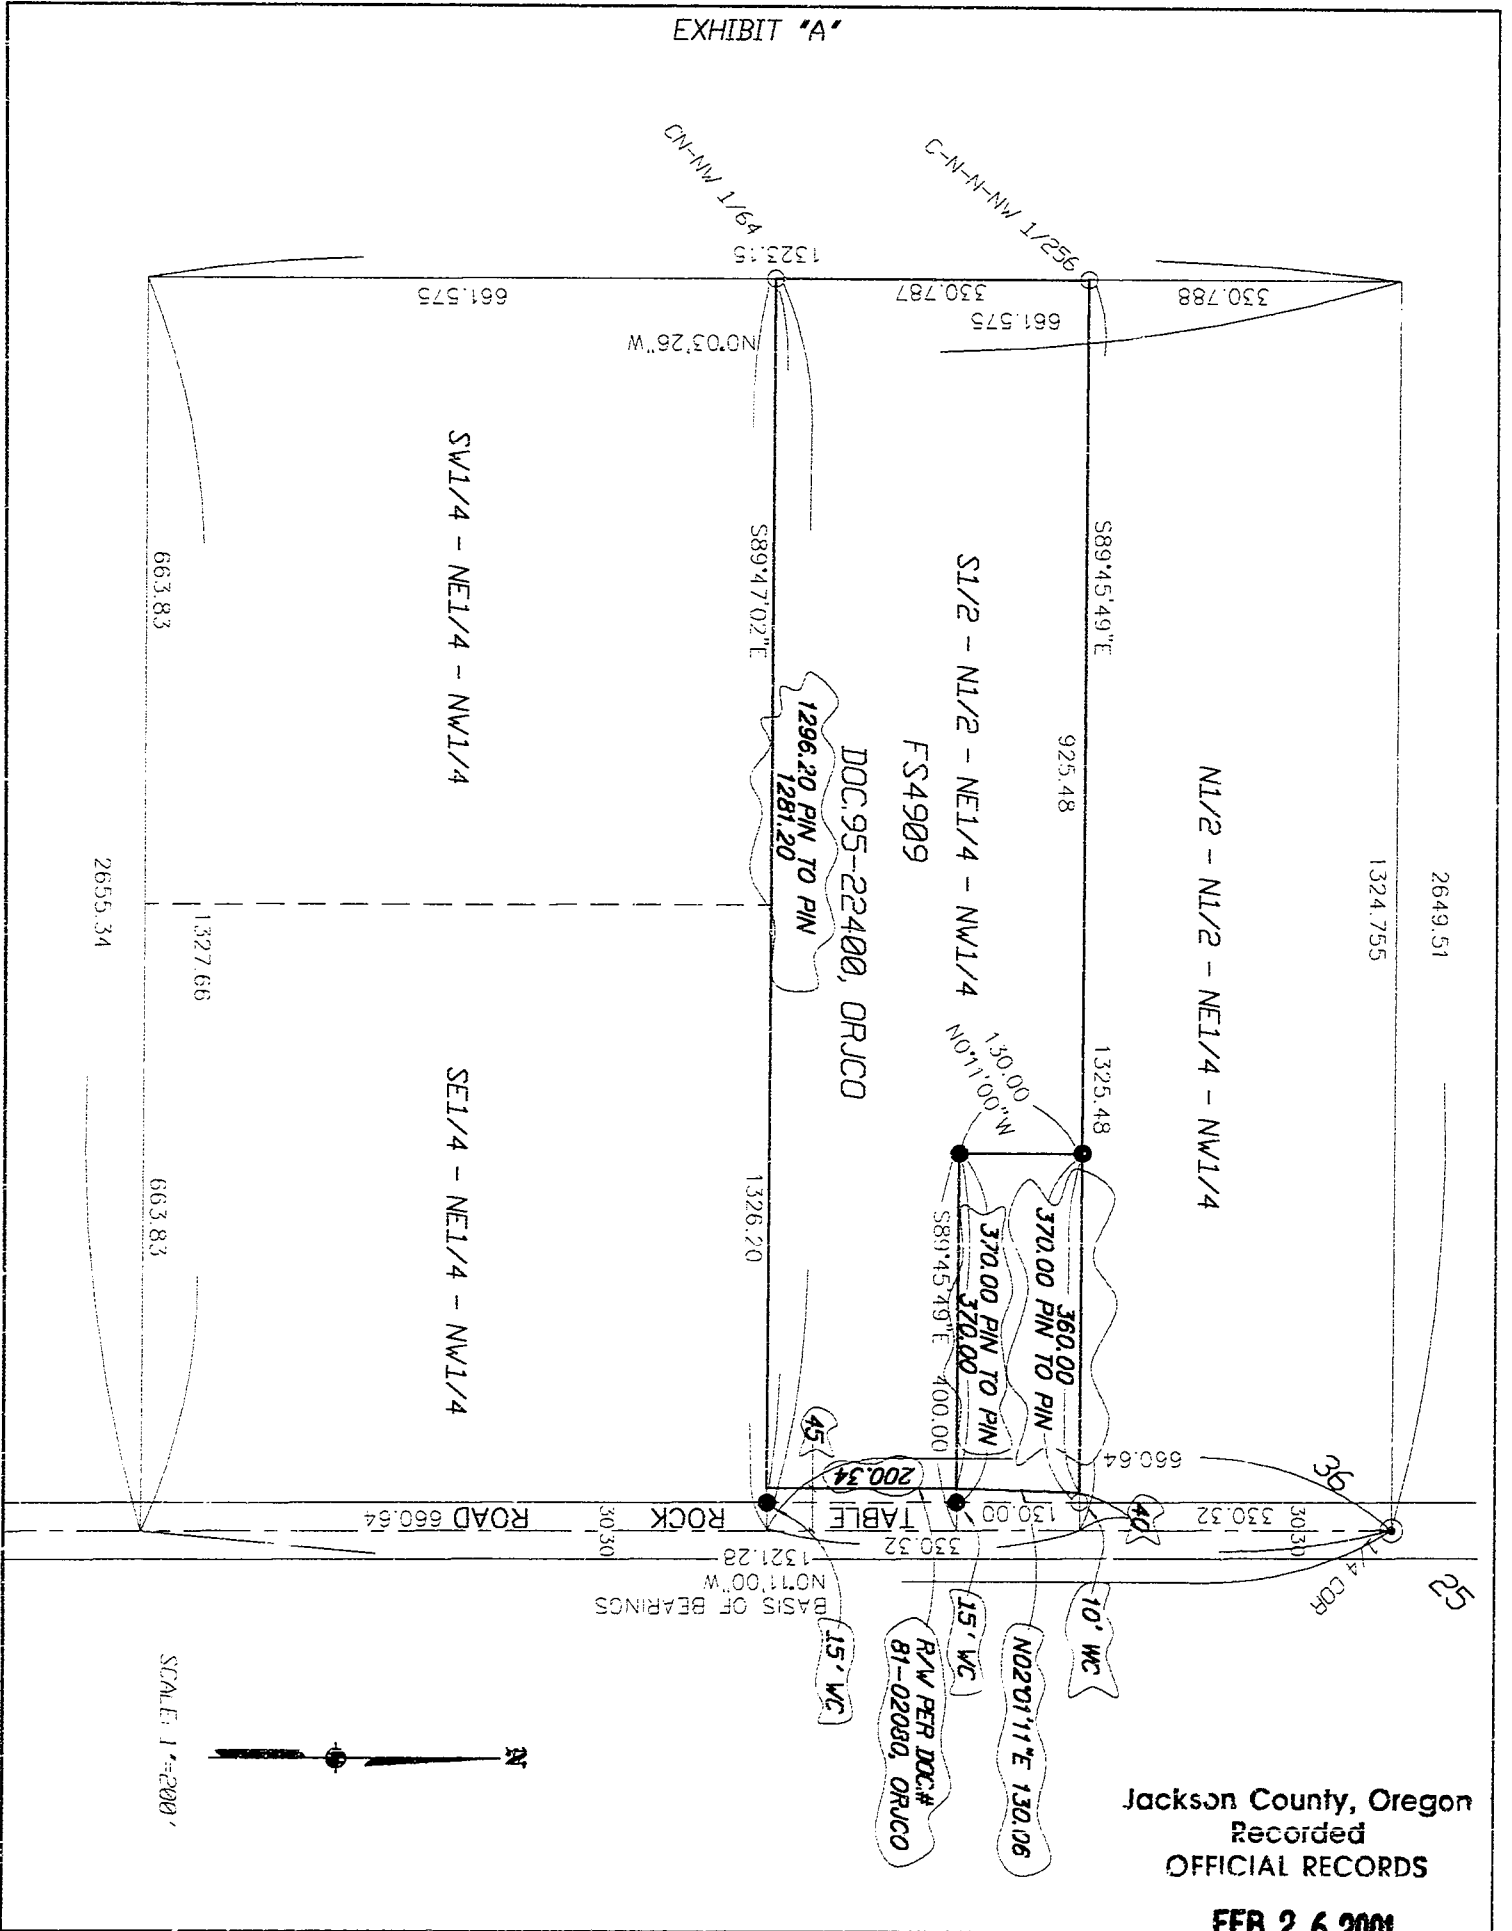 EXHIBIT "A"
CN-NW 1/64
C-N-N-NW 1/256
1323.15
661.575
330.787
330.788
661.575
N0°03'26"W
SW1/4 - NE1/4 - NW1/4
663.83
S89°47'02"E
S1/2 - N1/2 - NE1/4 - NW1/4
S89°45'49"E
925.48
N1/2 - N1/2 - NE1/4 - NW1/4
1296.20 PIN TO PIN
1281.20
DOC.95-22400, ORJCO
FS4909
2655.34
1327.66
1324.755
2649.51
130.00
N0°11'00"W
1325.48
SE1/4 - NE1/4 - NW1/4
663.83
1326.20
S89°45'49"E 400.00
370.00 PIN TO PIN
370.00
360.00
370.00 PIN TO PIN
45
200.34
660.64
36
TABLE ROCK ROAD
660.64
30
30
130.00
40
330.32
30
30
330.32
1321.28
N0°11'00"W
BASIS OF BEARINGS
1/4 COR
25
15' WC
R/W PER DOC.#
81-02080, ORJCO
15' WC
N02°01'11"E 130.06
10' WC
SCALE: 1"=200'
N
Jackson County, Oregon
Recorded
OFFICIAL RECORDS
FEB 26 2001